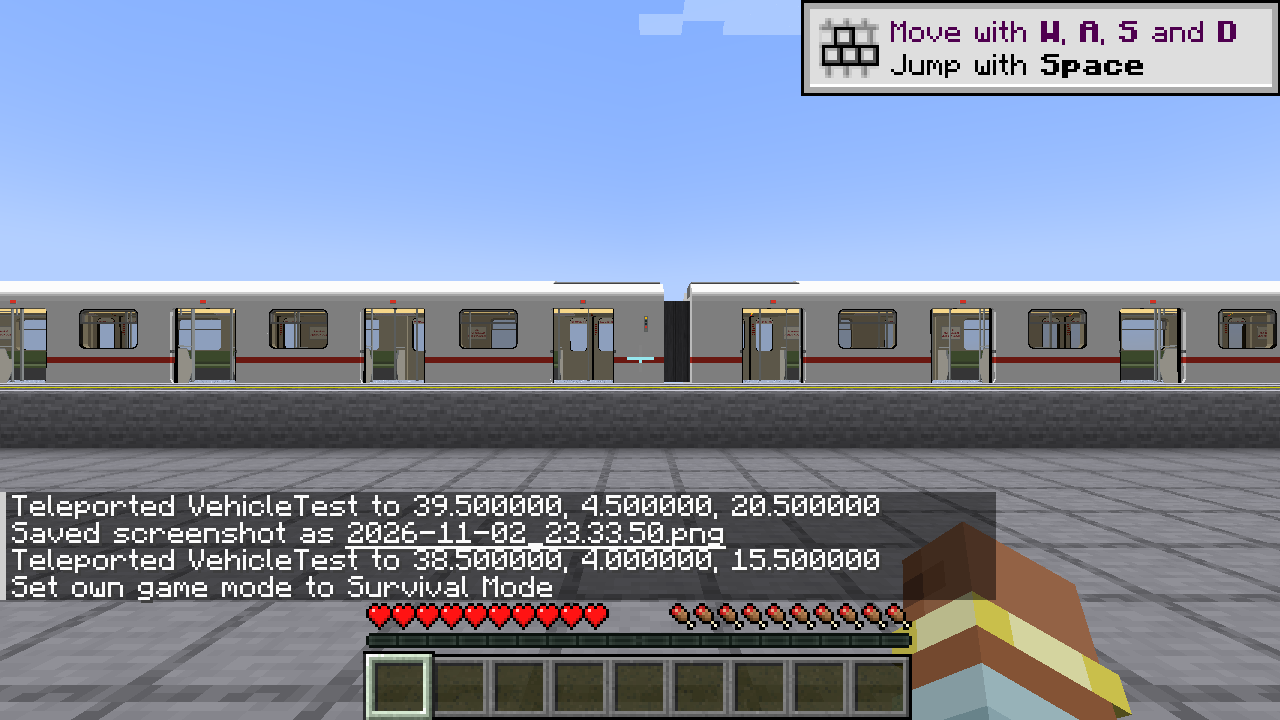 Move with W, A, S and D
Jump with Space
Teleported VehicleTest to 39.500000, 4.500000, 20.500000
Saved screenshot as 2026-11-02_23.33.50.png
Teleported VehicleTest to 38.500000, 4.000000, 15.500000
Set own game mode to Survival Mode